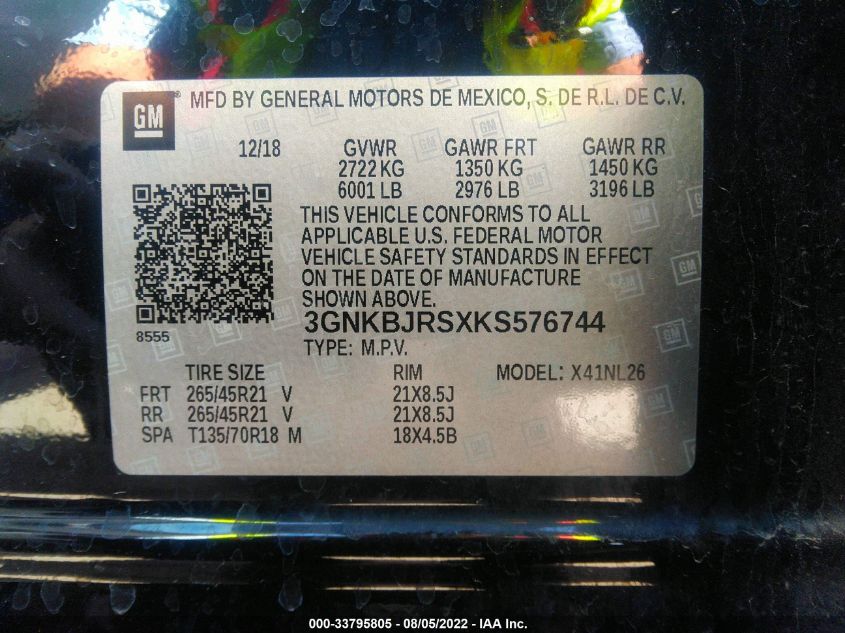 GM ® MFD BY GENERAL MOTORS DE MEXICO, S. DE R.L. DE C.V.
12/18 GVWR GAWR FRT GAWR RR
2722 KG 1350 KG 1450 KG
6001 LB 2976 LB 3196 LB
THIS VEHICLE CONFORMS TO ALL
APPLICABLE U.S. FEDERAL MOTOR
VEHICLE SAFETY STANDARDS IN EFFECT
ON THE DATE OF MANUFACTURE
SHOWN ABOVE.
8555
3GNKBJRSXKS576744
TYPE: M.P.V.
TIRE SIZE RIM MODEL: X41NL26
FRT 265/45R21 V 21X8.5J
RR 265/45R21 V 21X8.5J
SPA T135/70R18 M 18X4.5B
000-33795805 - 08/05/2022 - IAA Inc.